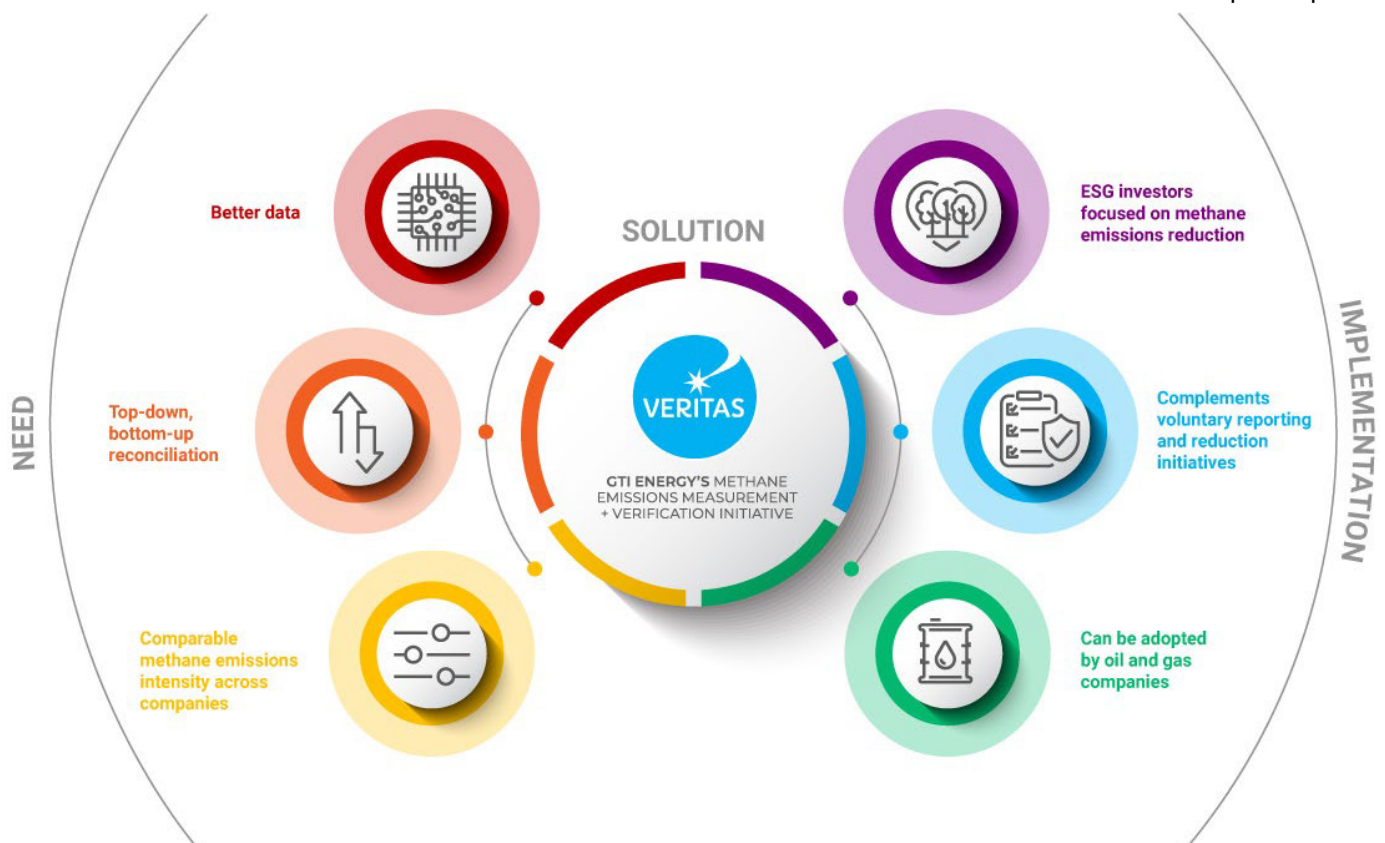 NEED
Better data
Top-down,
bottom-up
reconciliation
Comparable
methane emissions
intensity across
companies
SOLUTION
VERITAS
GTI ENERGY'S METHANE
EMISSIONS MEASUREMENT
+ VERIFICATION INITIATIVE
ESG investors
focused on methane
emissions reduction
Complements
voluntary reporting
and reduction
initiatives
Can be adopted
by oil and gas
companies
IMPLEMENTATION